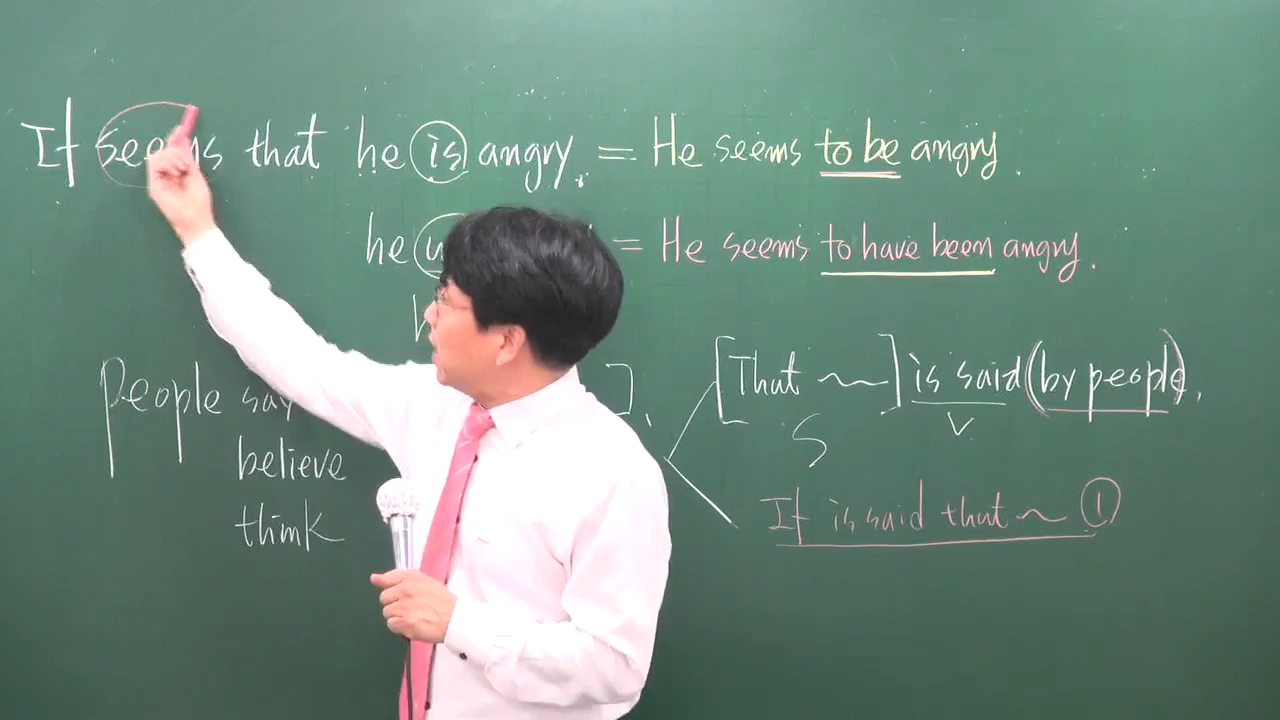 It seems that he is angry. = He seems to be angry.
he = He seems to have been angry.
People say ], [That ~] is said (by people).
S V
believe
think
It is said that ~ ①